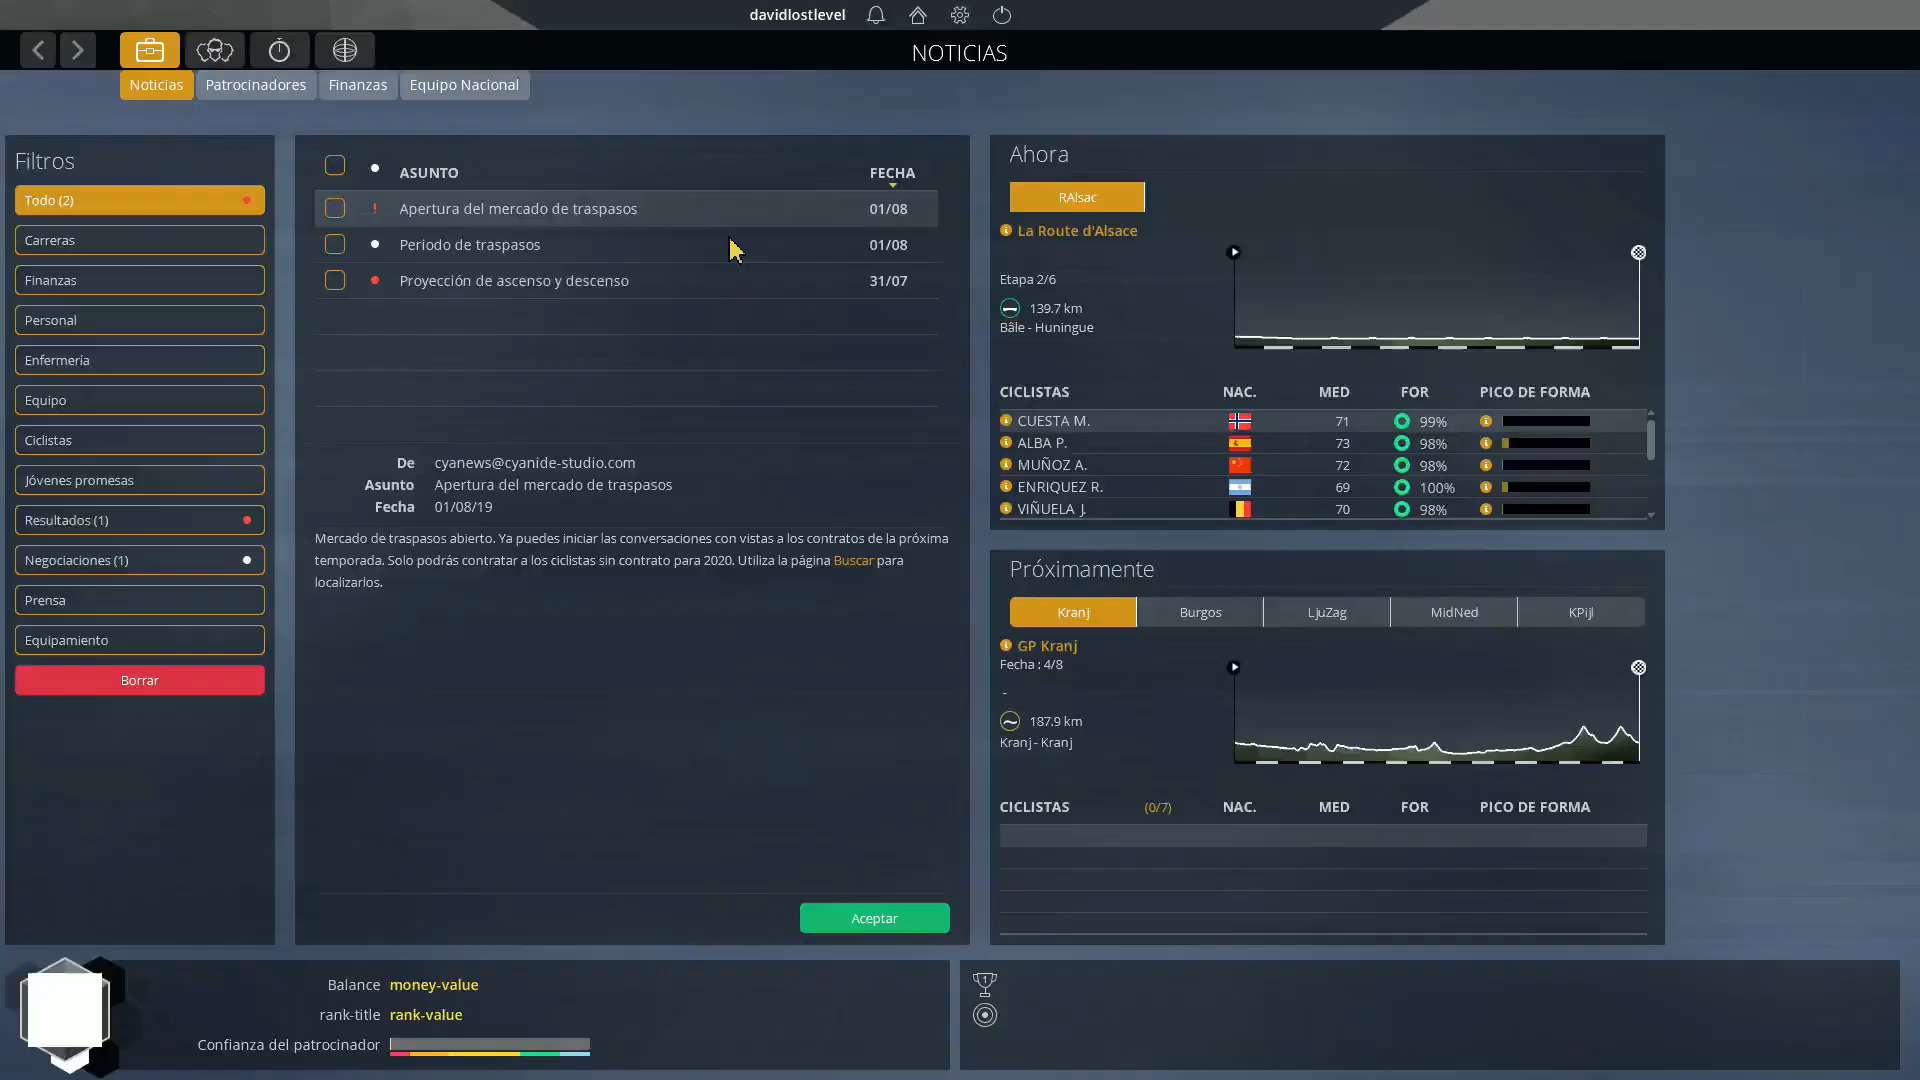 davidlostlevel
NOTICIAS
Noticias Patrocinadores Finanzas Equipo Nacional
Filtros
Todo (2)
Carreras
Finanzas
Personal
Enfermería
Equipo
Ciclistas
Jóvenes promesas
Resultados (1)
Negociaciones (1)
Prensa
Equipamiento
Borrar
ASUNTO FECHA
! Apertura del mercado de traspasos 01/08
Periodo de traspasos 01/08
Proyección de ascenso y descenso 31/07
De cyanews@cyanide-studio.com
Asunto Apertura del mercado de traspasos
Fecha 01/08/19
Mercado de traspasos abierto. Ya puedes iniciar las conversaciones con vistas a los contratos de la próxima
temporada. Solo podrás contratar a los ciclistas sin contrato para 2020. Utiliza la página Buscar para
localizarlos.
Aceptar
Ahora
RAlsac
La Route d'Alsace
Etapa 2/6
139.7 km
Bâle - Huningue
CICLISTAS NAC. MED FOR PICO DE FORMA
CUESTA M. 71 99%
ALBA P. 73 98%
MUÑOZ A. 72 98%
ENRIQUEZ R. 69 100%
VIÑUELA J. 70 98%
Próximamente
Kranj Burgos LjuZag MidNed KPijl
GP Kranj
Fecha : 4/8
-
187.9 km
Kranj - Kranj
CICLISTAS (0/7) NAC. MED FOR PICO DE FORMA
Balance money-value
rank-title rank-value
Confianza del patrocinador
1